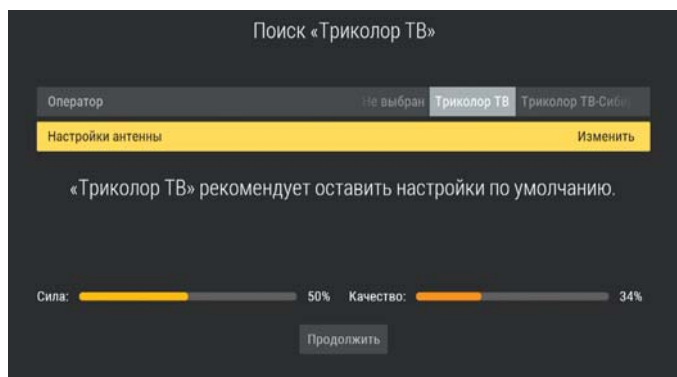 Поиск «Триколор ТВ»
Оператор Не выбран Триколор ТВ Триколор ТВ-Сиби
Настройки антенны Изменить
«Триколор ТВ» рекомендует оставить настройки по умолчанию.
Сила: 50% Качество: 34%
Продолжить